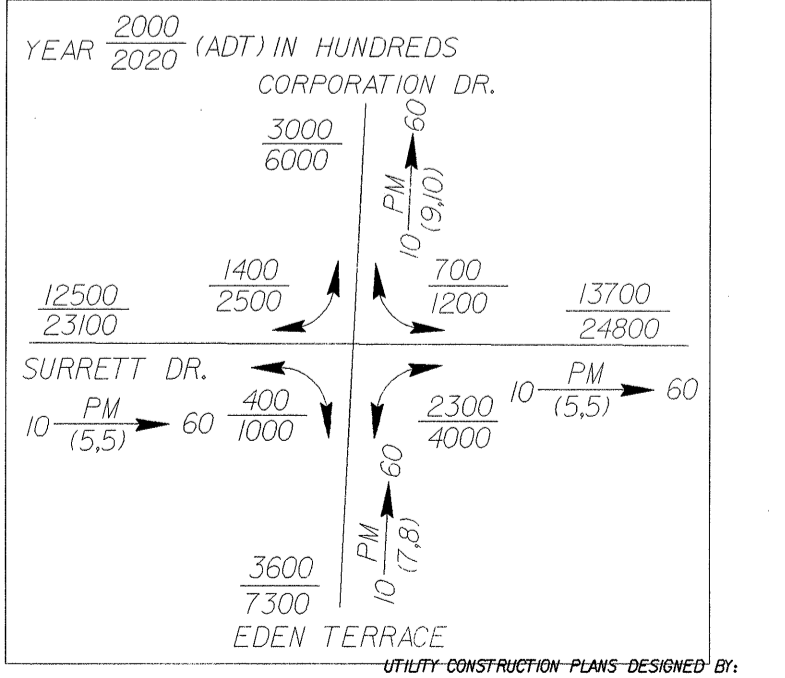 YEAR 2000/2020 (ADT) IN HUNDREDS
CORPORATION DR.
3000
6000
10 PM (9,10) 60
1400
2500
700
1200
12500
23100
13700
24800
SURRETT DR.
10 PM (5,5) 60
400
1000
2300
4000
10 PM (5,5) 60
10 PM (7,8) 60
3600
7300
EDEN TERRACE
UTILITY CONSTRUCTION PLANS DESIGNED BY: